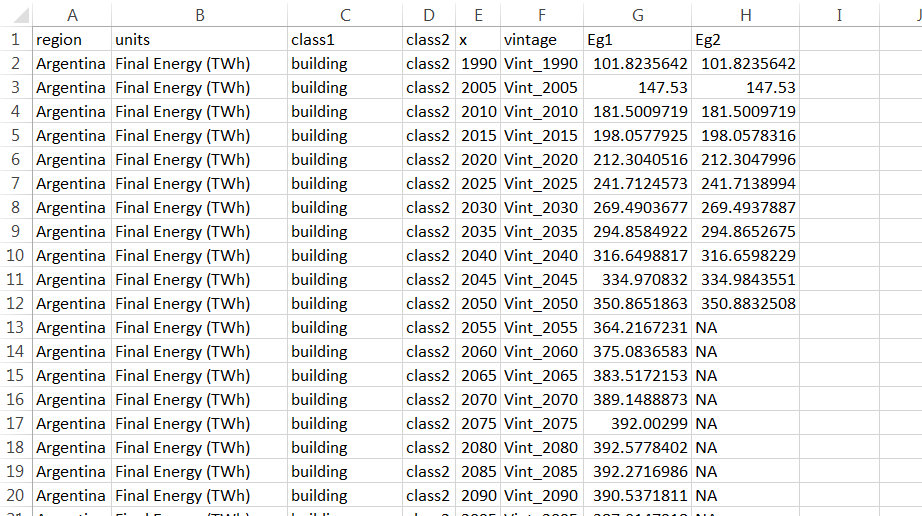 A B C D E F G H I J
1 region units class1 class2 x vintage Eg1 Eg2
2 Argentina Final Energy (TWh) building class2 1990 Vint_1990 101.8235642 101.8235642
3 Argentina Final Energy (TWh) building class2 2005 Vint_2005 147.53 147.53
4 Argentina Final Energy (TWh) building class2 2010 Vint_2010 181.5009719 181.5009719
5 Argentina Final Energy (TWh) building class2 2015 Vint_2015 198.0577925 198.0578316
6 Argentina Final Energy (TWh) building class2 2020 Vint_2020 212.3040516 212.3047996
7 Argentina Final Energy (TWh) building class2 2025 Vint_2025 241.7124573 241.7138994
8 Argentina Final Energy (TWh) building class2 2030 Vint_2030 269.4903677 269.4937887
9 Argentina Final Energy (TWh) building class2 2035 Vint_2035 294.8584922 294.8652675
10 Argentina Final Energy (TWh) building class2 2040 Vint_2040 316.6498817 316.6598229
11 Argentina Final Energy (TWh) building class2 2045 Vint_2045 334.970832 334.9843551
12 Argentina Final Energy (TWh) building class2 2050 Vint_2050 350.8651863 350.8832508
13 Argentina Final Energy (TWh) building class2 2055 Vint_2055 364.2167231 NA
14 Argentina Final Energy (TWh) building class2 2060 Vint_2060 375.0836583 NA
15 Argentina Final Energy (TWh) building class2 2065 Vint_2065 383.5172153 NA
16 Argentina Final Energy (TWh) building class2 2070 Vint_2070 389.1488873 NA
17 Argentina Final Energy (TWh) building class2 2075 Vint_2075 392.00299 NA
18 Argentina Final Energy (TWh) building class2 2080 Vint_2080 392.5778402 NA
19 Argentina Final Energy (TWh) building class2 2085 Vint_2085 392.2716986 NA
20 Argentina Final Energy (TWh) building class2 2090 Vint_2090 390.5371811 NA